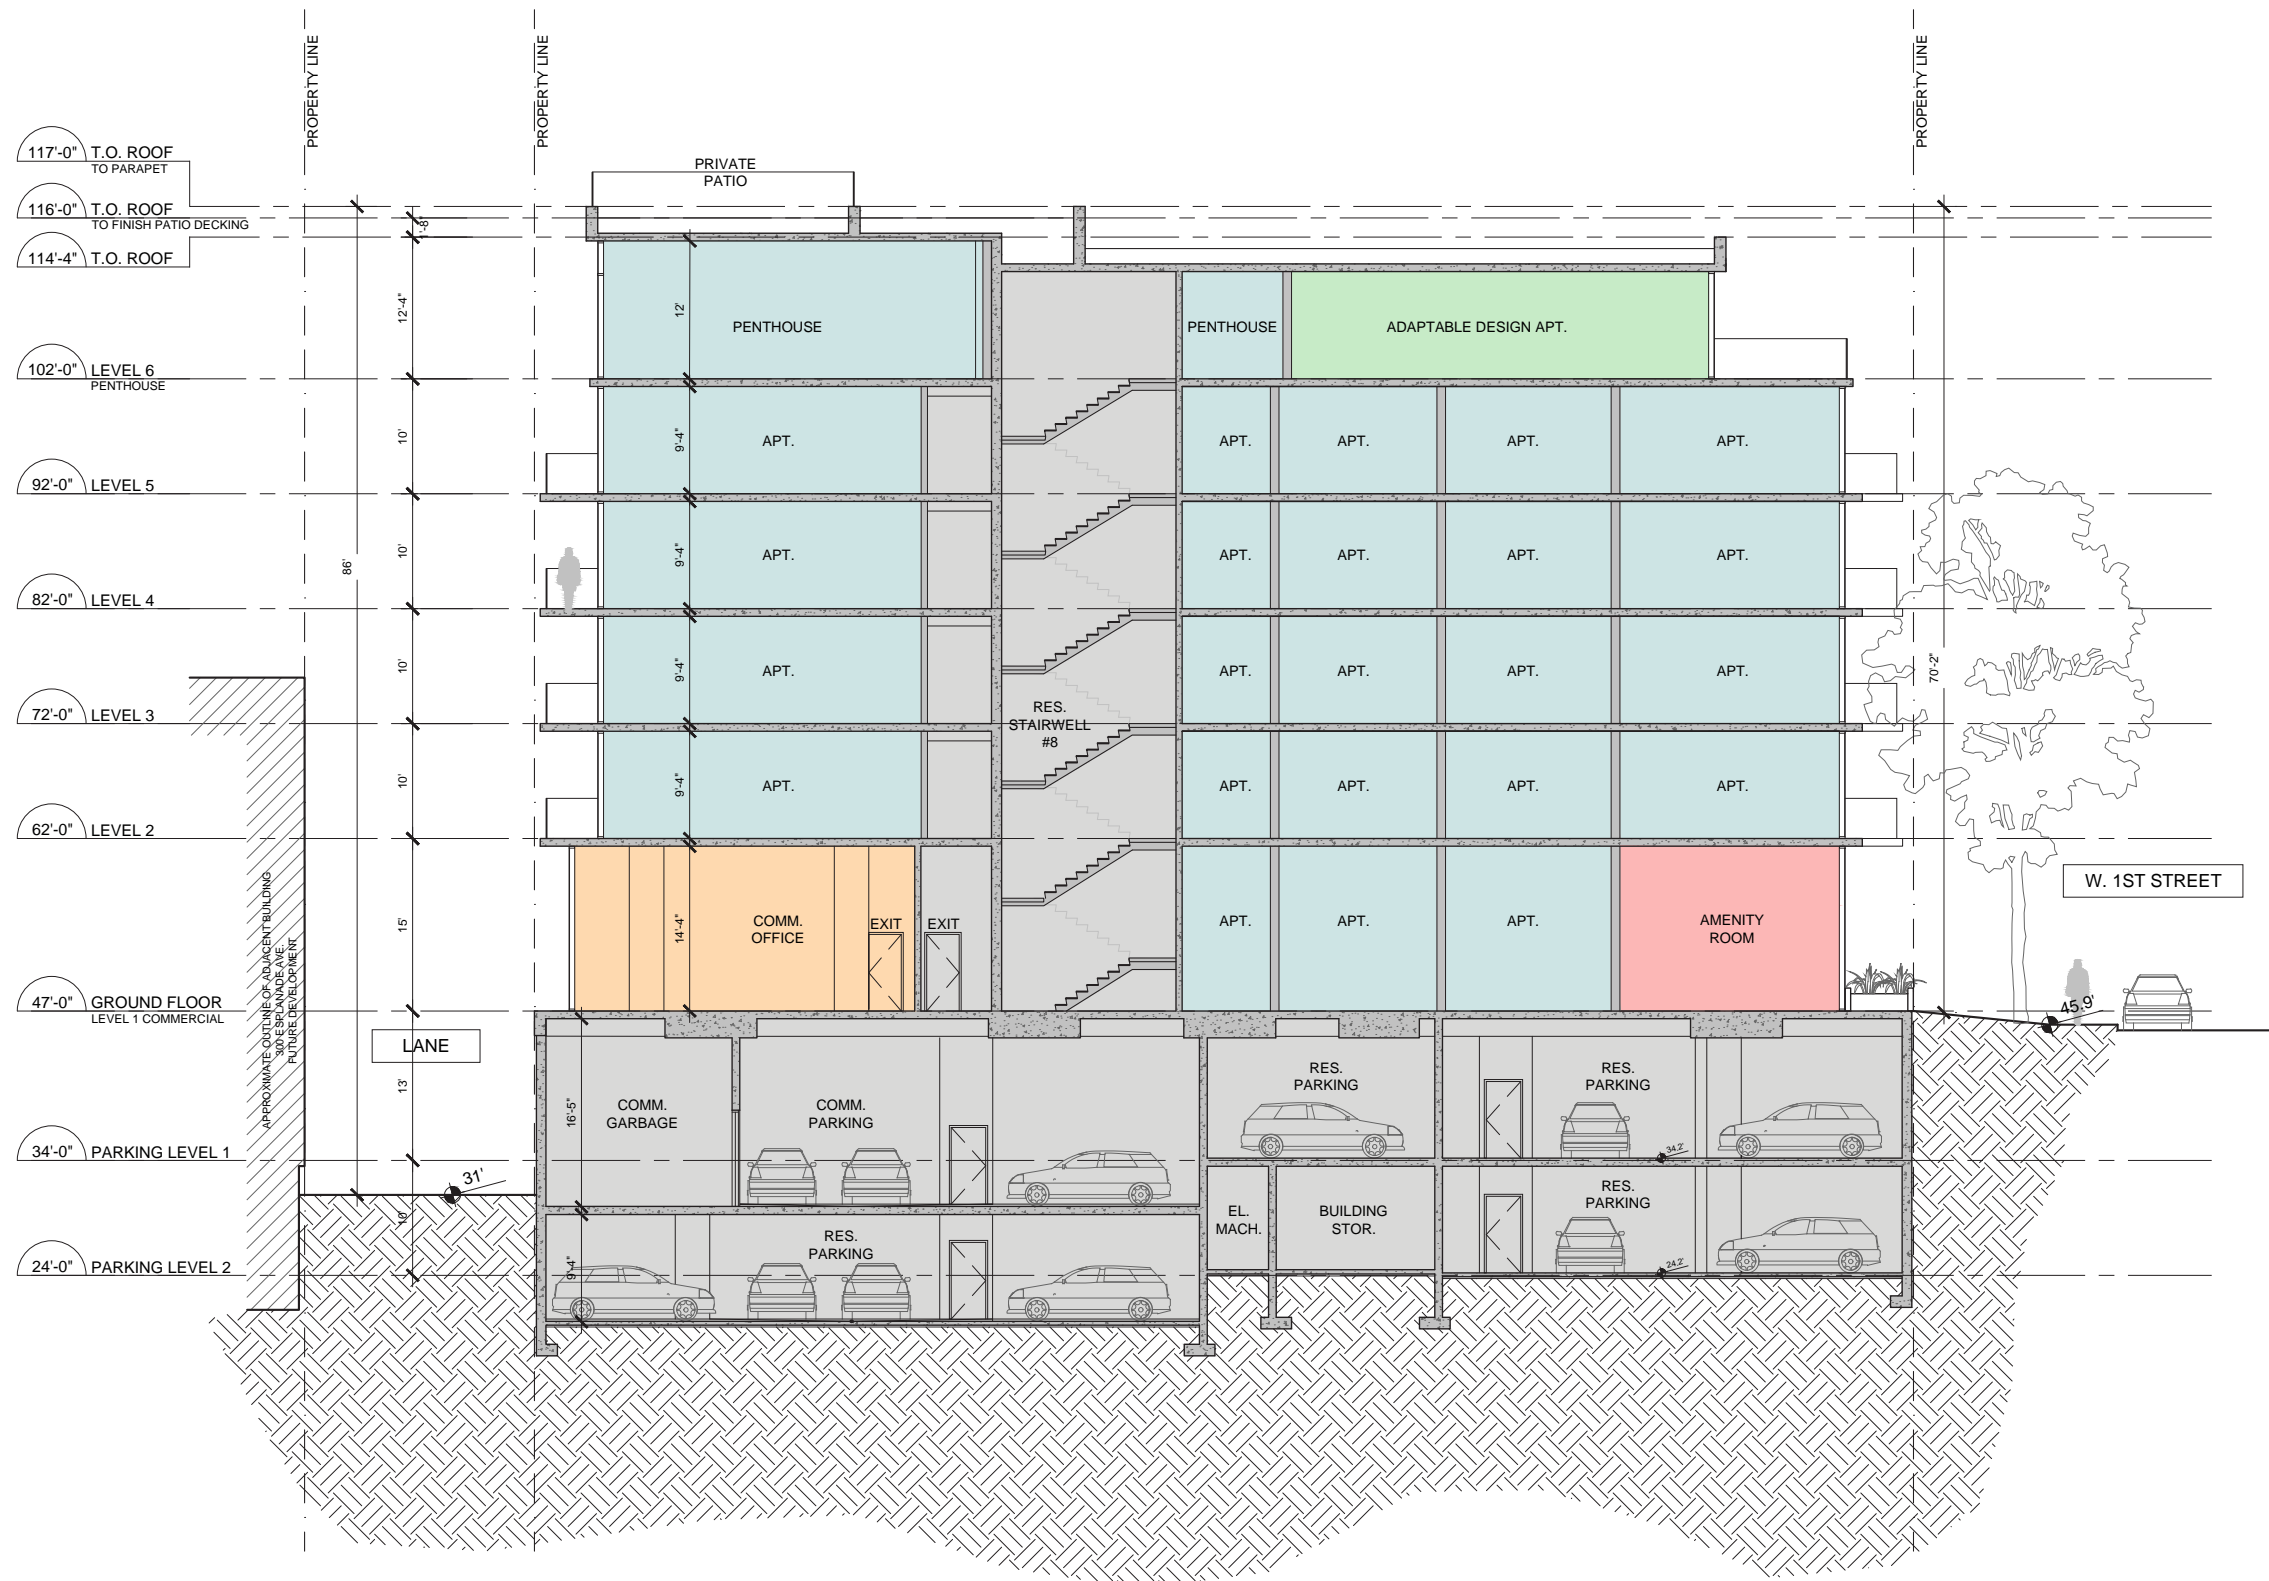 PROPERTY LINE
PROPERTY LINE
PROPERTY LINE
117'-0" T.O. ROOF
TO PARAPET
116'-0" T.O. ROOF
TO FINISH PATIO DECKING
114'-4" T.O. ROOF
1'-8"
PRIVATE
PATIO
12'-4"
12'
PENTHOUSE
PENTHOUSE
ADAPTABLE DESIGN APT.
102'-0" LEVEL 6
PENTHOUSE
10'
9'-4"
APT.
APT.
APT.
APT.
APT.
92'-0" LEVEL 5
86'
10'
9'-4"
APT.
APT.
APT.
APT.
APT.
82'-0" LEVEL 4
10'
9'-4"
APT.
APT.
APT.
APT.
APT.
70'-2"
72'-0" LEVEL 3
RES.
STAIRWELL
#8
10'
9'-4"
APT.
APT.
APT.
APT.
APT.
62'-0" LEVEL 2
W. 1ST STREET
15'
14'-4"
COMM.
OFFICE
EXIT
EXIT
APT.
APT.
APT.
AMENITY
ROOM
APPROXIMATE OUTLINE OF ADJACENT BUILDING
300 ESPLANADE AVE.
FUTURE DEVELOPMENT
47'-0" GROUND FLOOR
LEVEL 1 COMMERCIAL
45.9'
LANE
13'
16'-5"
COMM.
GARBAGE
COMM.
PARKING
RES.
PARKING
RES.
PARKING
34.2'
34'-0" PARKING LEVEL 1
31'
10'
EL.
MACH.
BUILDING
STOR.
RES.
PARKING
24.2'
24'-0" PARKING LEVEL 2
9'-4"
RES.
PARKING